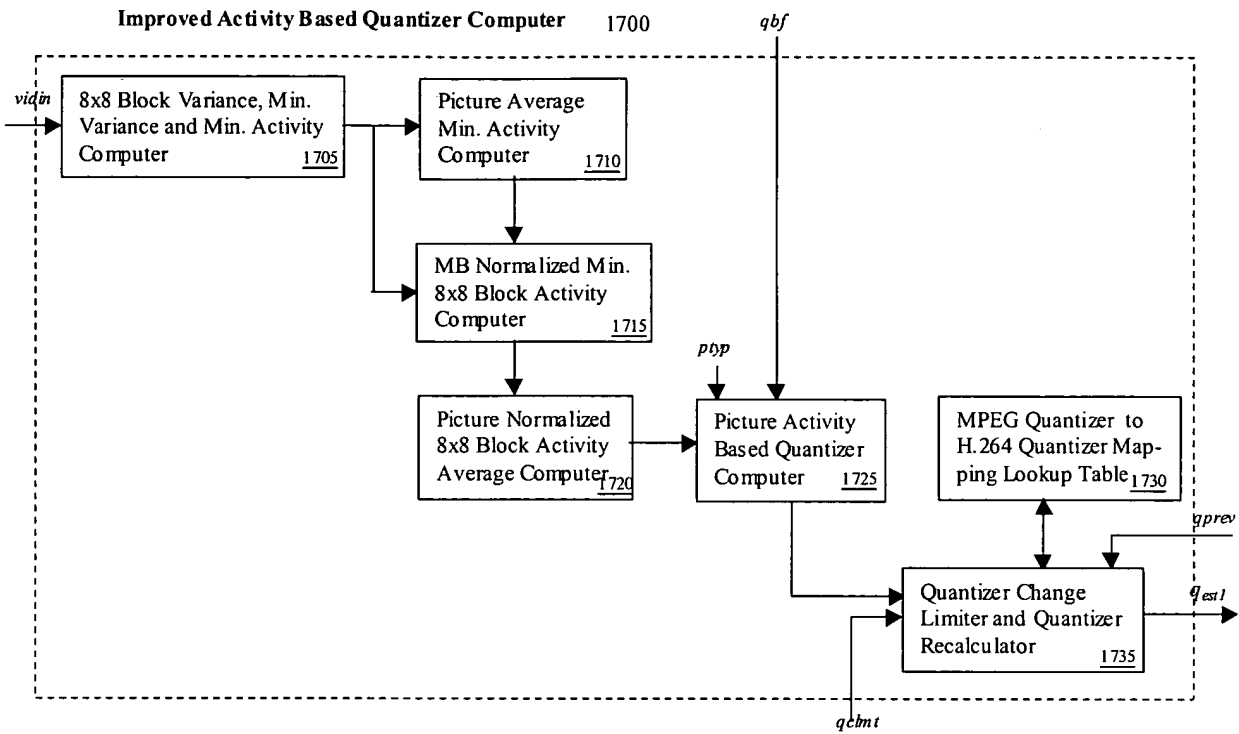 Improved Activity Based Quantizer Computer 1700
qbf
vidin
8x8 Block Variance, Min.
Variance and Min. Activity
Computer 1705
Picture Average
Min. Activity
Computer 1710
MB Normalized Min.
8x8 Block Activity
Computer 1715
ptyp
Picture Normalized
8x8 Block Activity
Average Computer 1720
Picture Activity
Based Quantizer
Computer 1725
MPEG Quantizer to
H.264 Quantizer Map-
ping Lookup Table 1730
qprev
Quantizer Change
Limiter and Quantizer
Recalculator 1735
qest1
qclmt